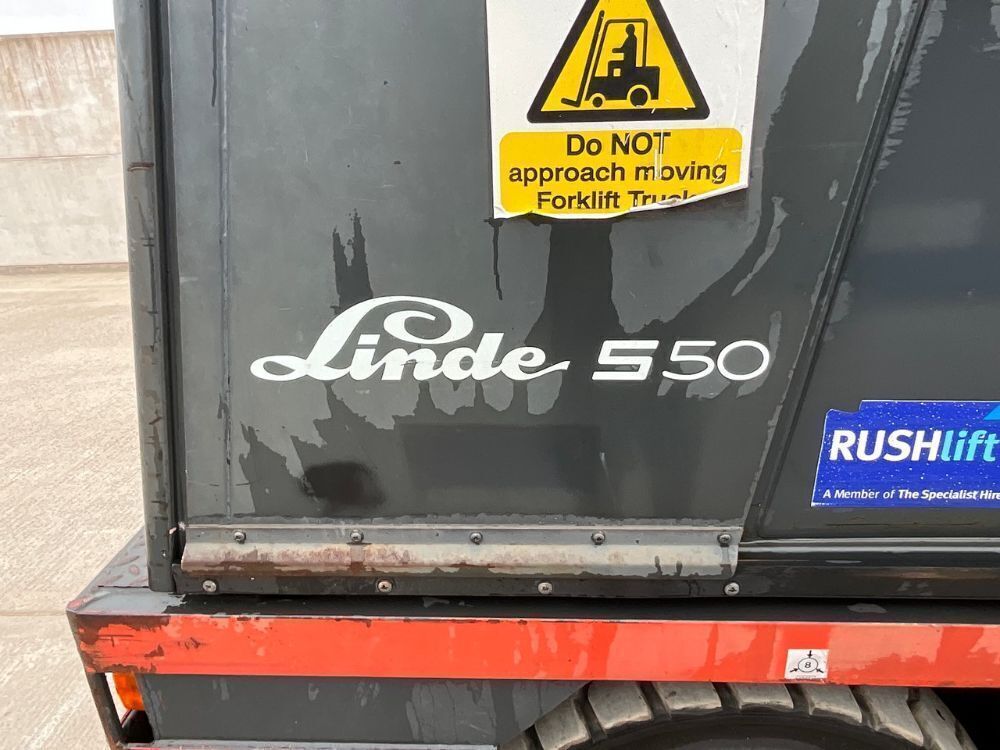 Do NOT
approach moving
Forklift
Linde S50
RUSHlift
A Member of The Specialist Hire
8